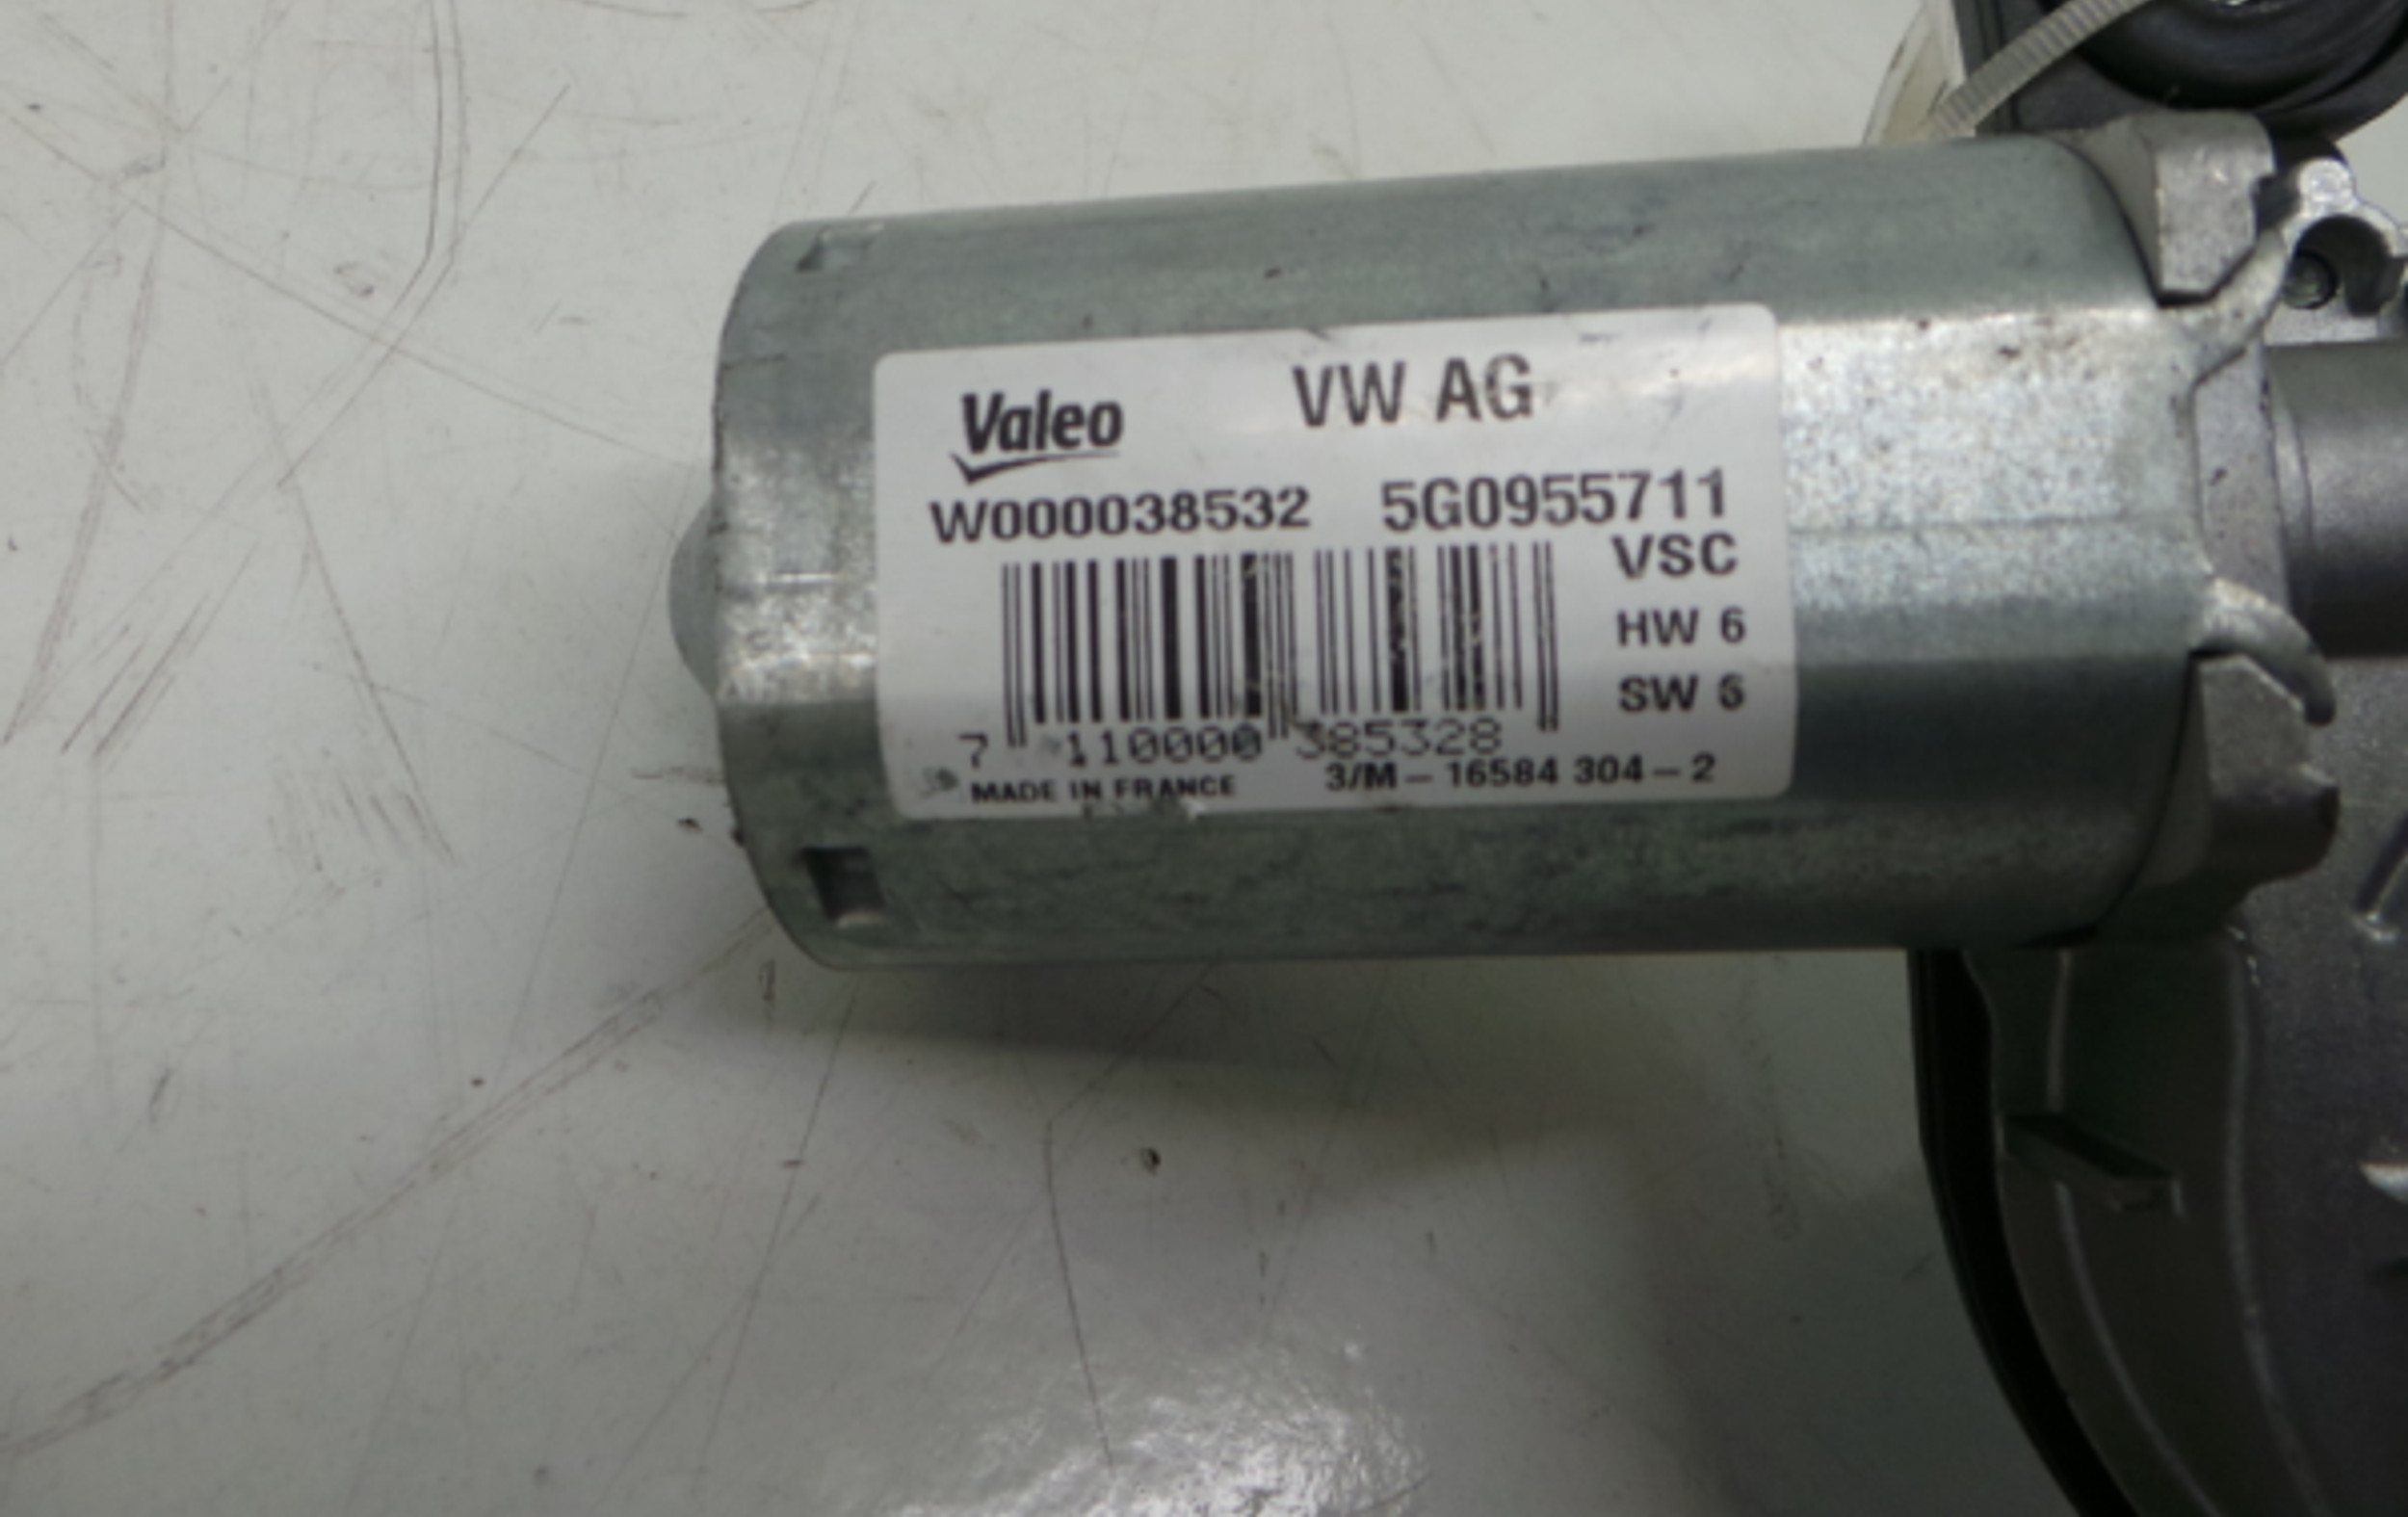 Valeo VW AG
W000038532 5G0955711
VSC
HW 6
SW 6
7 110000 385328
MADE IN FRANCE 3/M - 16584 304 - 2